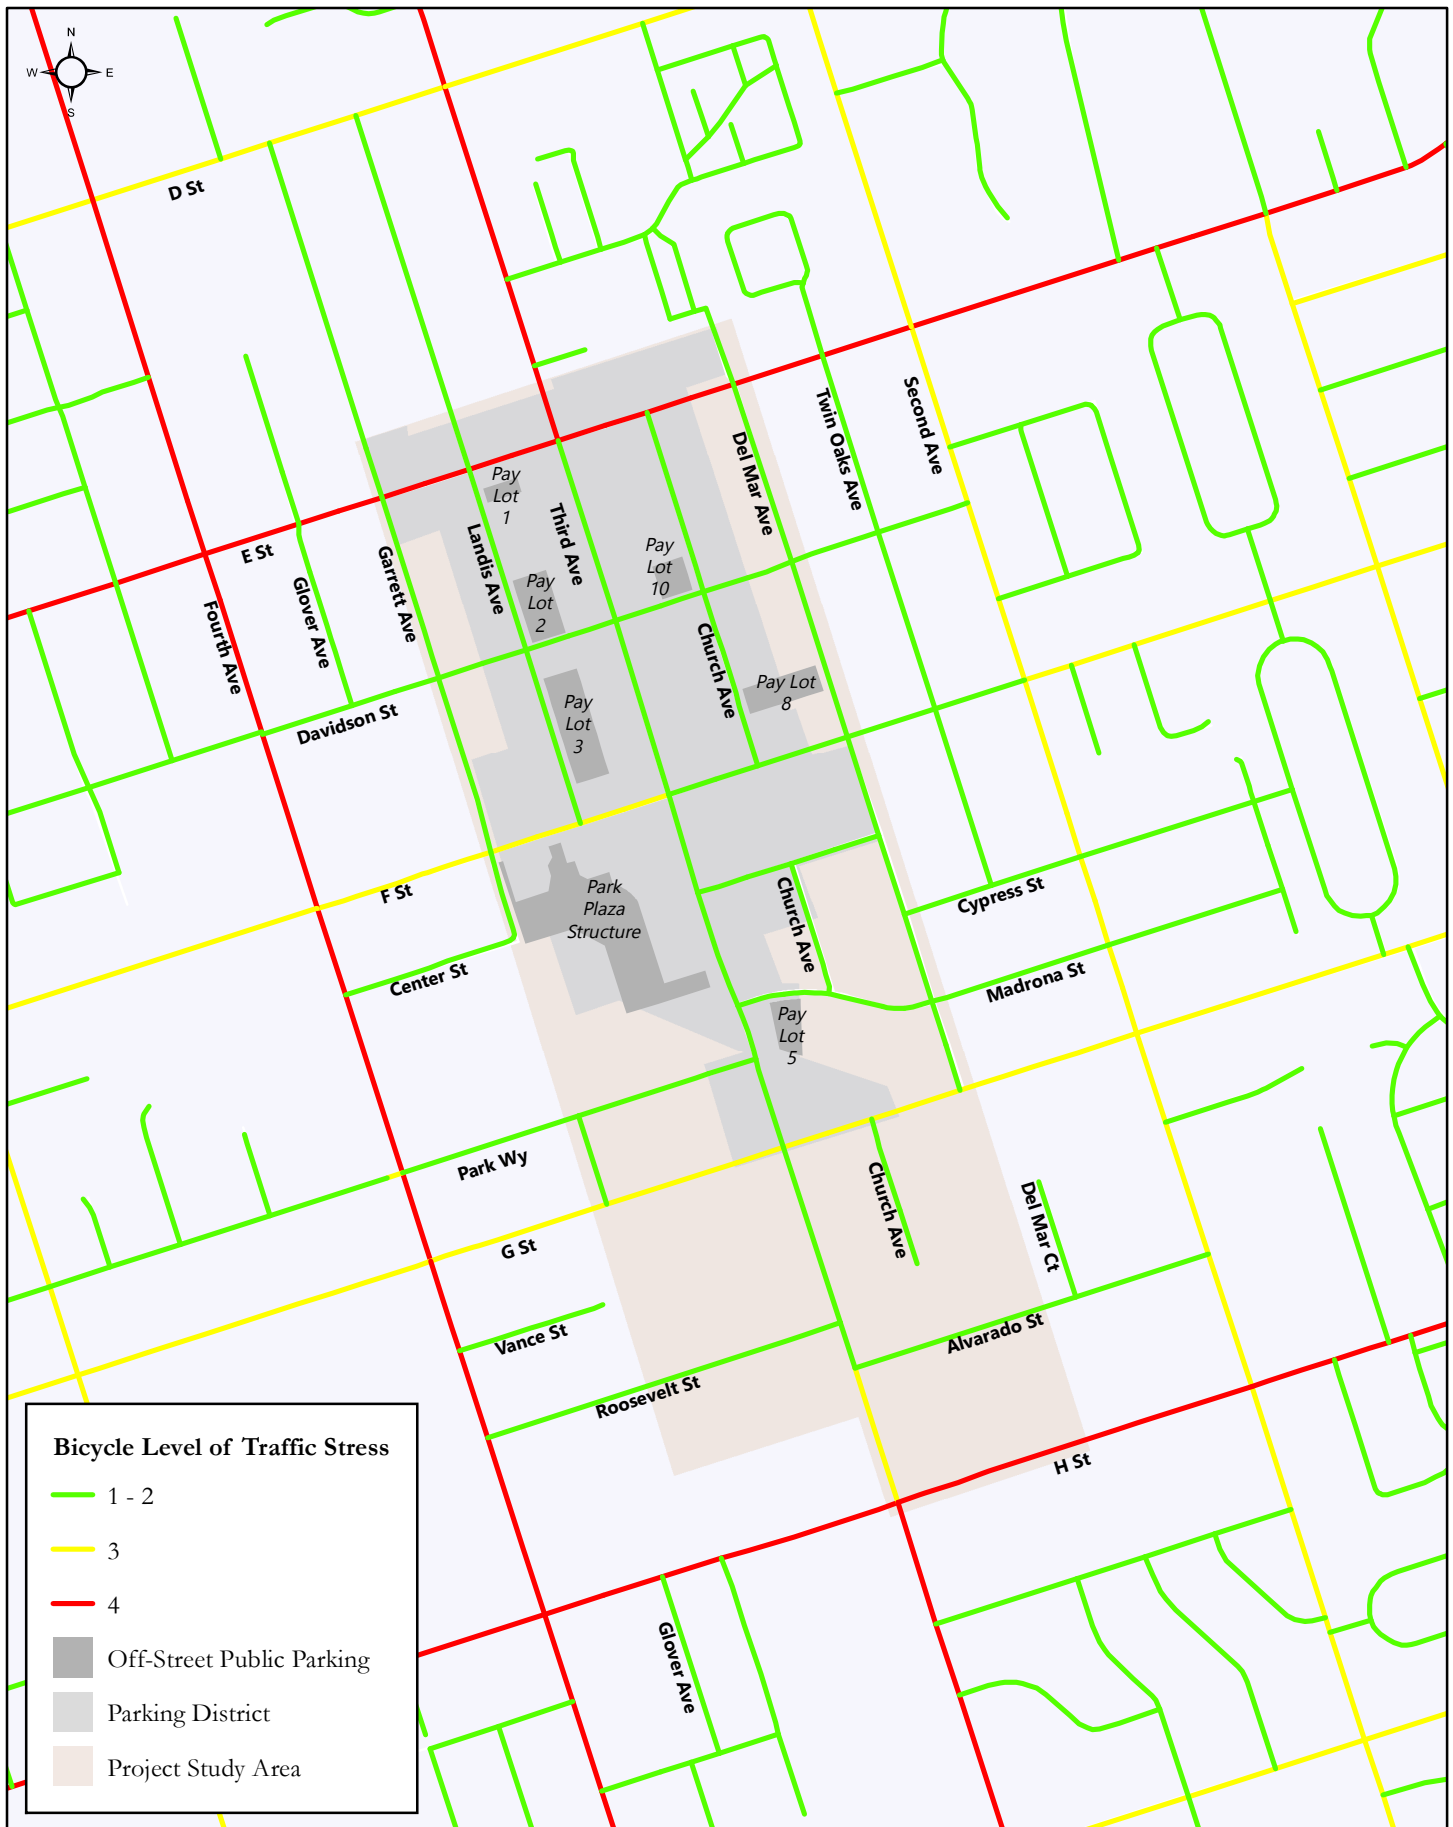 N
W E
S
D St
Twin Oaks Ave
Second Ave
Del Mar Ave
Pay
Lot
1
Third Ave
Landis Ave
Garrett Ave
E St
Glover Ave
Fourth Ave
Pay
Lot
10
Pay
Lot
2
Church Ave
Pay Lot
8
Pay
Lot
3
Davidson St
F St
Park
Plaza
Structure
Church Ave
Cypress St
Center St
Madrona St
Pay
Lot
5
Park Wy
Church Ave
Del Mar Ct
G St
Vance St
Alvarado St
Roosevelt St
H St
Glover Ave
Bicycle Level of Traffic Stress
1 - 2
3
4
Off-Street Public Parking
Parking District
Project Study Area